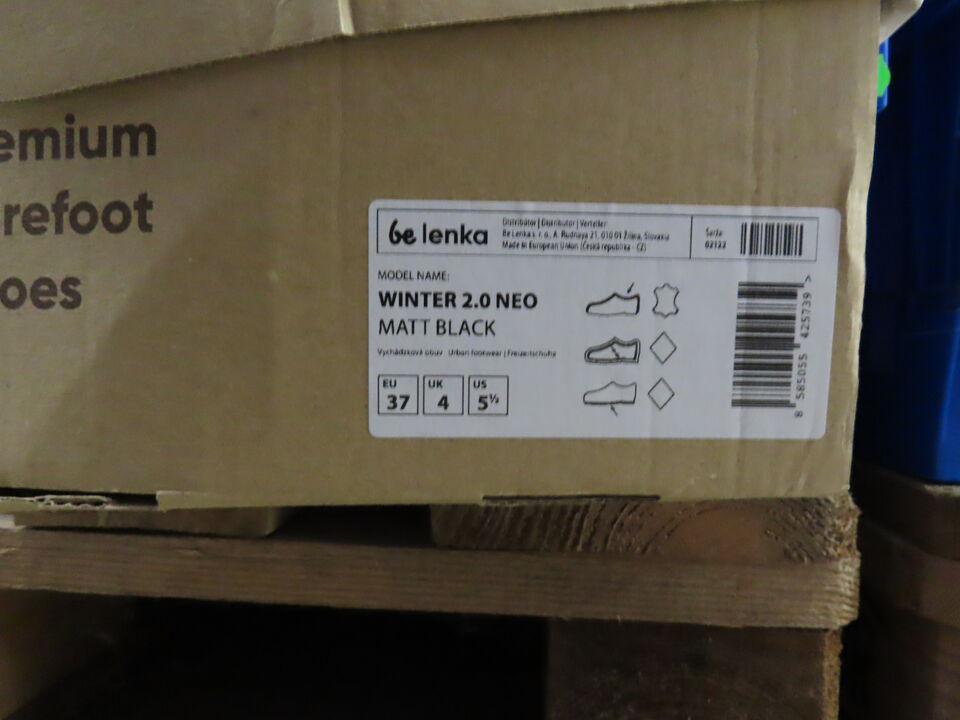 emium
refoot
oes
be lenka
Distribútor | Distributor | Verteiler:
Be Lenka s. r. o., A. Rudnaya 21, 010 01 Žilina, Slovakia
Made in European Union (Česká republika - CZ)
Šarža
02122
MODEL NAME:
WINTER 2.0 NEO
MATT BLACK
Vychádzková obuv Urban footwear | Freizeitschuhe
EU
37
UK
4
US
5½
8 585055 425739 >